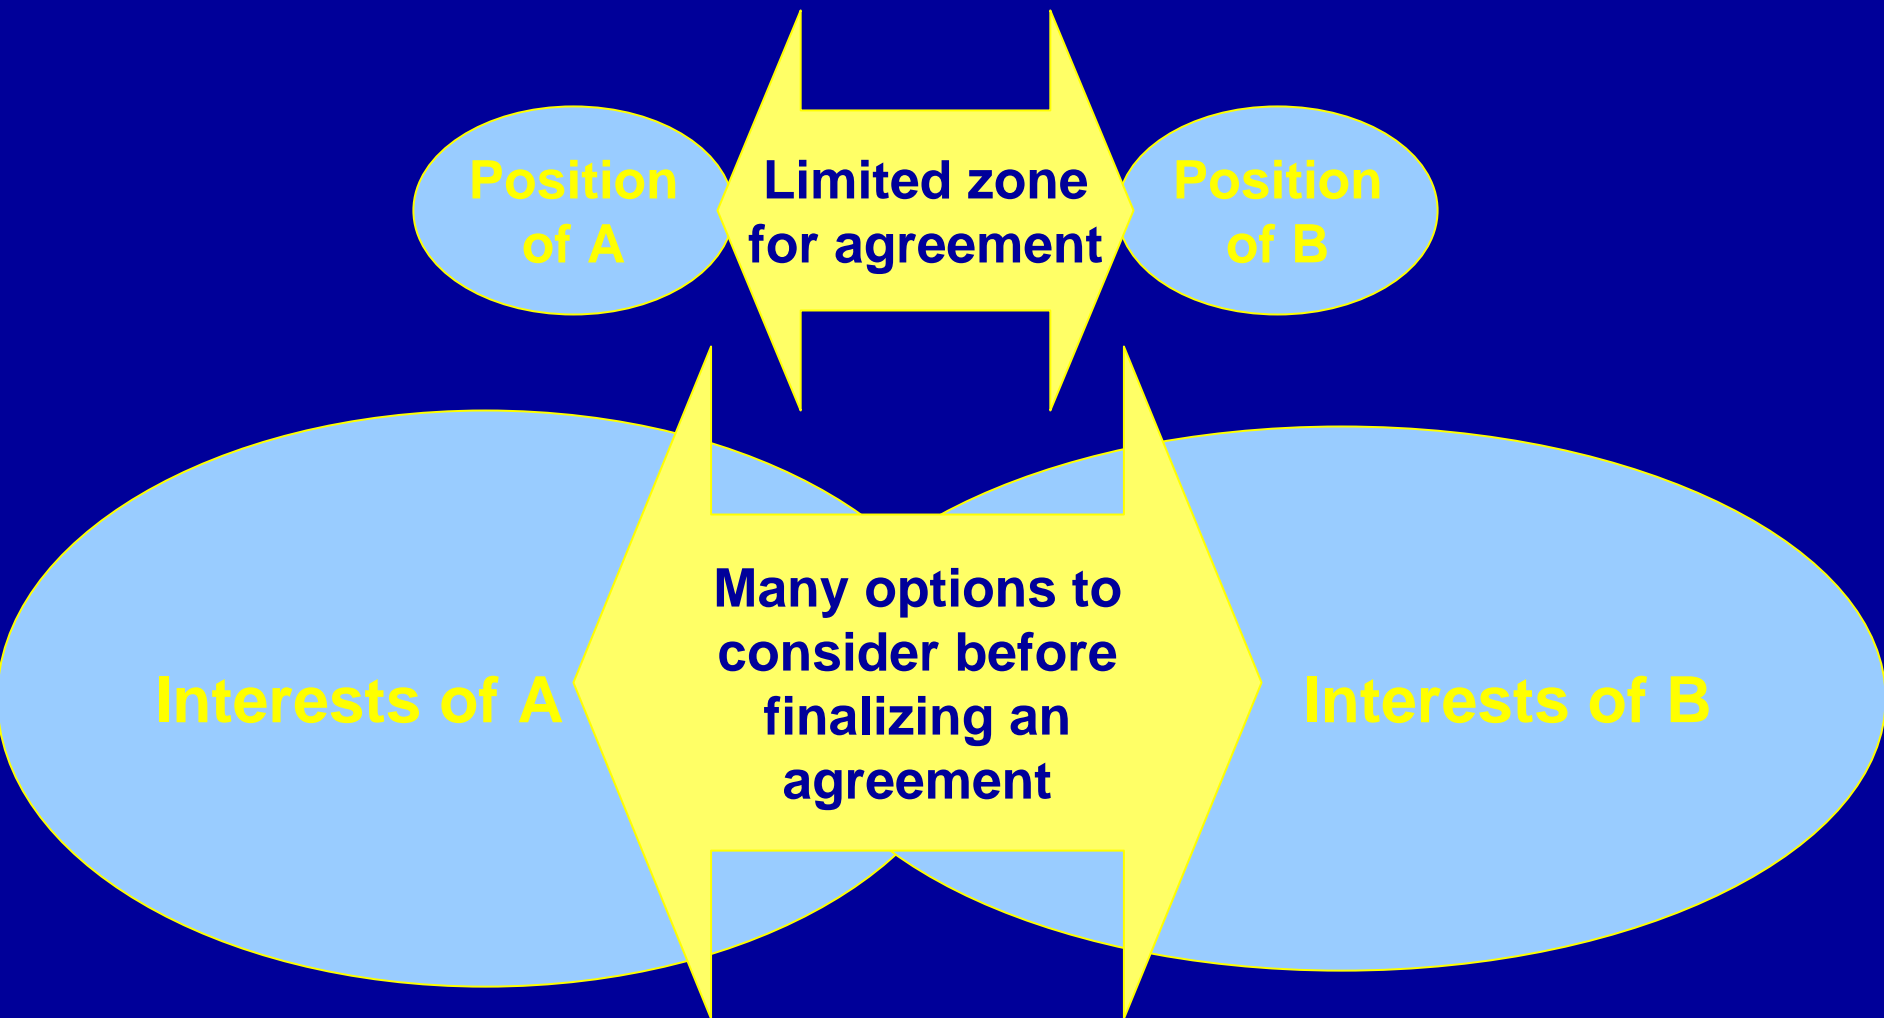 Position
of A
Limited zone
for agreement
Position
of B
Interests of A
Many options to
consider before
finalizing an
agreement
Interests of B